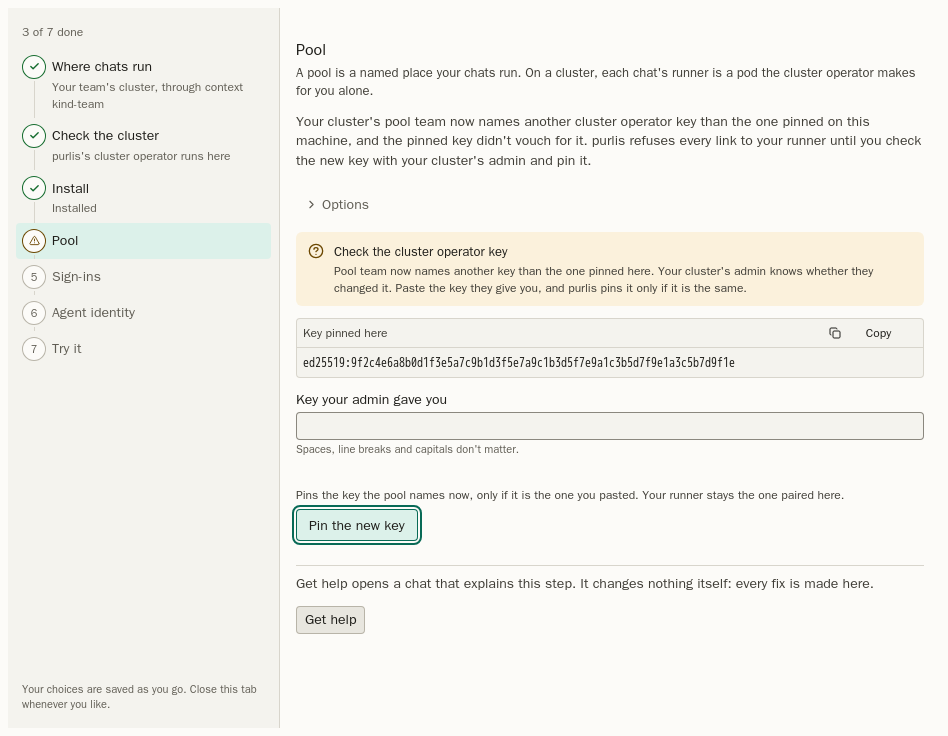 3 of 7 done
Where chats run
Your team's cluster, through context
kind-team
Check the cluster
purlis's cluster operator runs here
Install
Installed
Pool
5 Sign-ins
6 Agent identity
7 Try it
Your choices are saved as you go. Close this tab
whenever you like.
Pool
A pool is a named place your chats run. On a cluster, each chat's runner is a pod the cluster operator makes
for you alone.
Your cluster's pool team now names another cluster operator key than the one pinned on this
machine, and the pinned key didn't vouch for it. purlis refuses every link to your runner until you check
the new key with your cluster's admin and pin it.
Options
Check the cluster operator key
Pool team now names another key than the one pinned here. Your cluster's admin knows whether they
changed it. Paste the key they give you, and purlis pins it only if it is the same.
Key pinned here Copy
ed25519:9f2c4e6a8b0d1f3e5a7c9b1d3f5e7a9c1b3d5f7e9a1c3b5d7f9e1a3c5b7d9f1e
Key your admin gave you
Spaces, line breaks and capitals don't matter.
Pins the key the pool names now, only if it is the one you pasted. Your runner stays the one paired here.
Pin the new key
Get help opens a chat that explains this step. It changes nothing itself: every fix is made here.
Get help